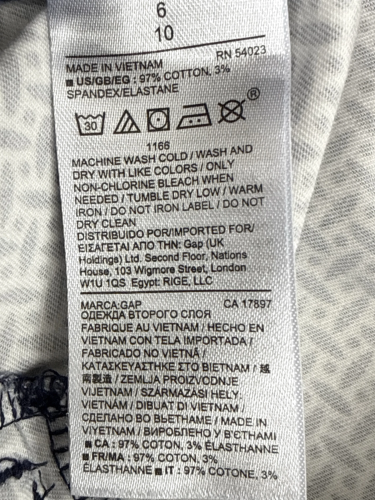 6
10
MADE IN VIETNAM RN 54023
■ US/GB/EG : 97% COTTON, 3%
SPANDEX/ELASTANE
30 ®
1166
MACHINE WASH COLD / WASH AND
DRY WITH LIKE COLORS / ONLY
NON-CHLORINE BLEACH WHEN
NEEDED / TUMBLE DRY LOW / WARM
IRON / DO NOT IRON LABEL / DO NOT
DRY CLEAN
DISTRIBUIDO POR/IMPORTED FOR/
ΕΙΣΑΓΕΤΑΙ ΑΠΟ ΤΗΝ: Gap (UK
Holdings) Ltd. Second Floor, Nations
House, 103 Wigmore Street, London
W1U 1QS Egypt: RIGE, LLC
MARCA:GAP CA 17897
ОДЕЖДА ВТОРОГО СЛОЯ
FABRIQUE AU VIETNAM / HECHO EN
VIETNAM CON TELA IMPORTADA /
FABRICADO NO VIETNÃ /
ΚΑΤΑΣΚΕΥΑΣΤΗΚΕ ΣΤΟ ΒΙΕΤΝΑΜ / 越
南製造 / ZEMLJA PROIZVODNJE
VIJETNAM / SZÁRMAZÁSI HELY.
VIETNAM / DIBUAT DI VIETNAM /
СДЕЛАНО ВО ВЬЕТНАМЕ / MADE IN
VIYETNAM / ВИРОБЛЕНО У В'ЄТНАМІ
■ CA : 97% COTON, 3% ÉLASTHANNE
■ FR/MA : 97% COTON, 3%
ÉLASTHANNE ■ IT : 97% COTONE, 3%